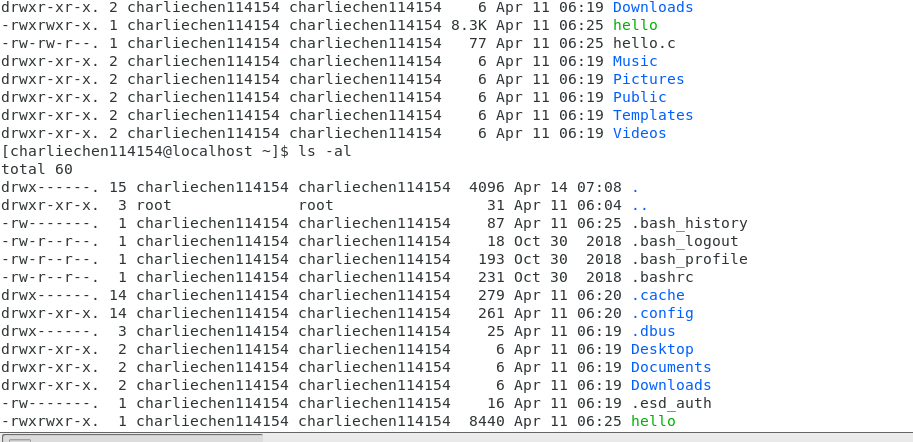 drwxr-xr-x. 2 charliechen114154 charliechen114154    6 Apr 11 06:19 Downloads
-rwxrwxr-x. 1 charliechen114154 charliechen114154 8.3K Apr 11 06:25 hello
-rw-rw-r--. 1 charliechen114154 charliechen114154   77 Apr 11 06:25 hello.c
drwxr-xr-x. 2 charliechen114154 charliechen114154    6 Apr 11 06:19 Music
drwxr-xr-x. 2 charliechen114154 charliechen114154    6 Apr 11 06:19 Pictures
drwxr-xr-x. 2 charliechen114154 charliechen114154    6 Apr 11 06:19 Public
drwxr-xr-x. 2 charliechen114154 charliechen114154    6 Apr 11 06:19 Templates
drwxr-xr-x. 2 charliechen114154 charliechen114154    6 Apr 11 06:19 Videos
[charliechen114154@localhost ~]$ ls -al
total 60
drwx------. 15 charliechen114154 charliechen114154  4096 Apr 14 07:08 .
drwxr-xr-x.  3 root              root                 31 Apr 11 06:04 ..
-rw-------.  1 charliechen114154 charliechen114154    87 Apr 11 06:25 .bash_history
-rw-r--r--.  1 charliechen114154 charliechen114154    18 Oct 30  2018 .bash_logout
-rw-r--r--.  1 charliechen114154 charliechen114154   193 Oct 30  2018 .bash_profile
-rw-r--r--.  1 charliechen114154 charliechen114154   231 Oct 30  2018 .bashrc
drwx------. 14 charliechen114154 charliechen114154   279 Apr 11 06:20 .cache
drwxr-xr-x. 14 charliechen114154 charliechen114154   261 Apr 11 06:20 .config
drwx------.  3 charliechen114154 charliechen114154    25 Apr 11 06:19 .dbus
drwxr-xr-x.  2 charliechen114154 charliechen114154     6 Apr 11 06:19 Desktop
drwxr-xr-x.  2 charliechen114154 charliechen114154     6 Apr 11 06:19 Documents
drwxr-xr-x.  2 charliechen114154 charliechen114154     6 Apr 11 06:19 Downloads
-rw-------.  1 charliechen114154 charliechen114154    16 Apr 11 06:19 .esd_auth
-rwxrwxr-x.  1 charliechen114154 charliechen114154  8440 Apr 11 06:25 hello